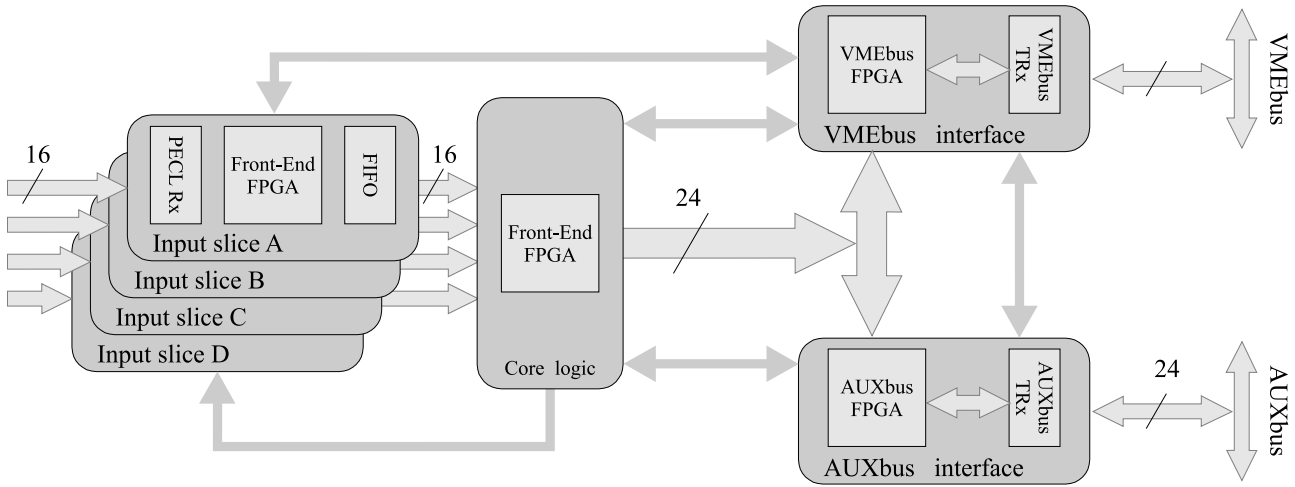 VMEbus
FPGA
VMEbus
TRx
VMEbus interface
VMEbus
16
PECL Rx
Front-End
FPGA
FIFO
Input slice A
Input slice B
Input slice C
Input slice D
16
Front-End
FPGA
Core logic
24
AUXbus
FPGA
AUXbus
TRx
AUXbus interface
24
AUXbus